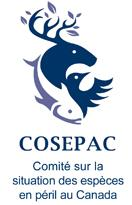 COSEPAC
Comité sur la
situation des espèces
en péril au Canada